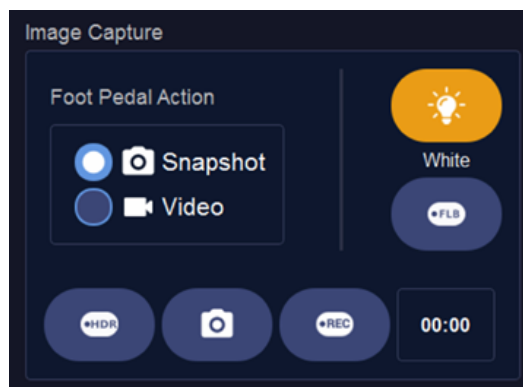 Image Capture
Foot Pedal Action
Snapshot
Video
White
•FLB
•HDR
•REC
00:00